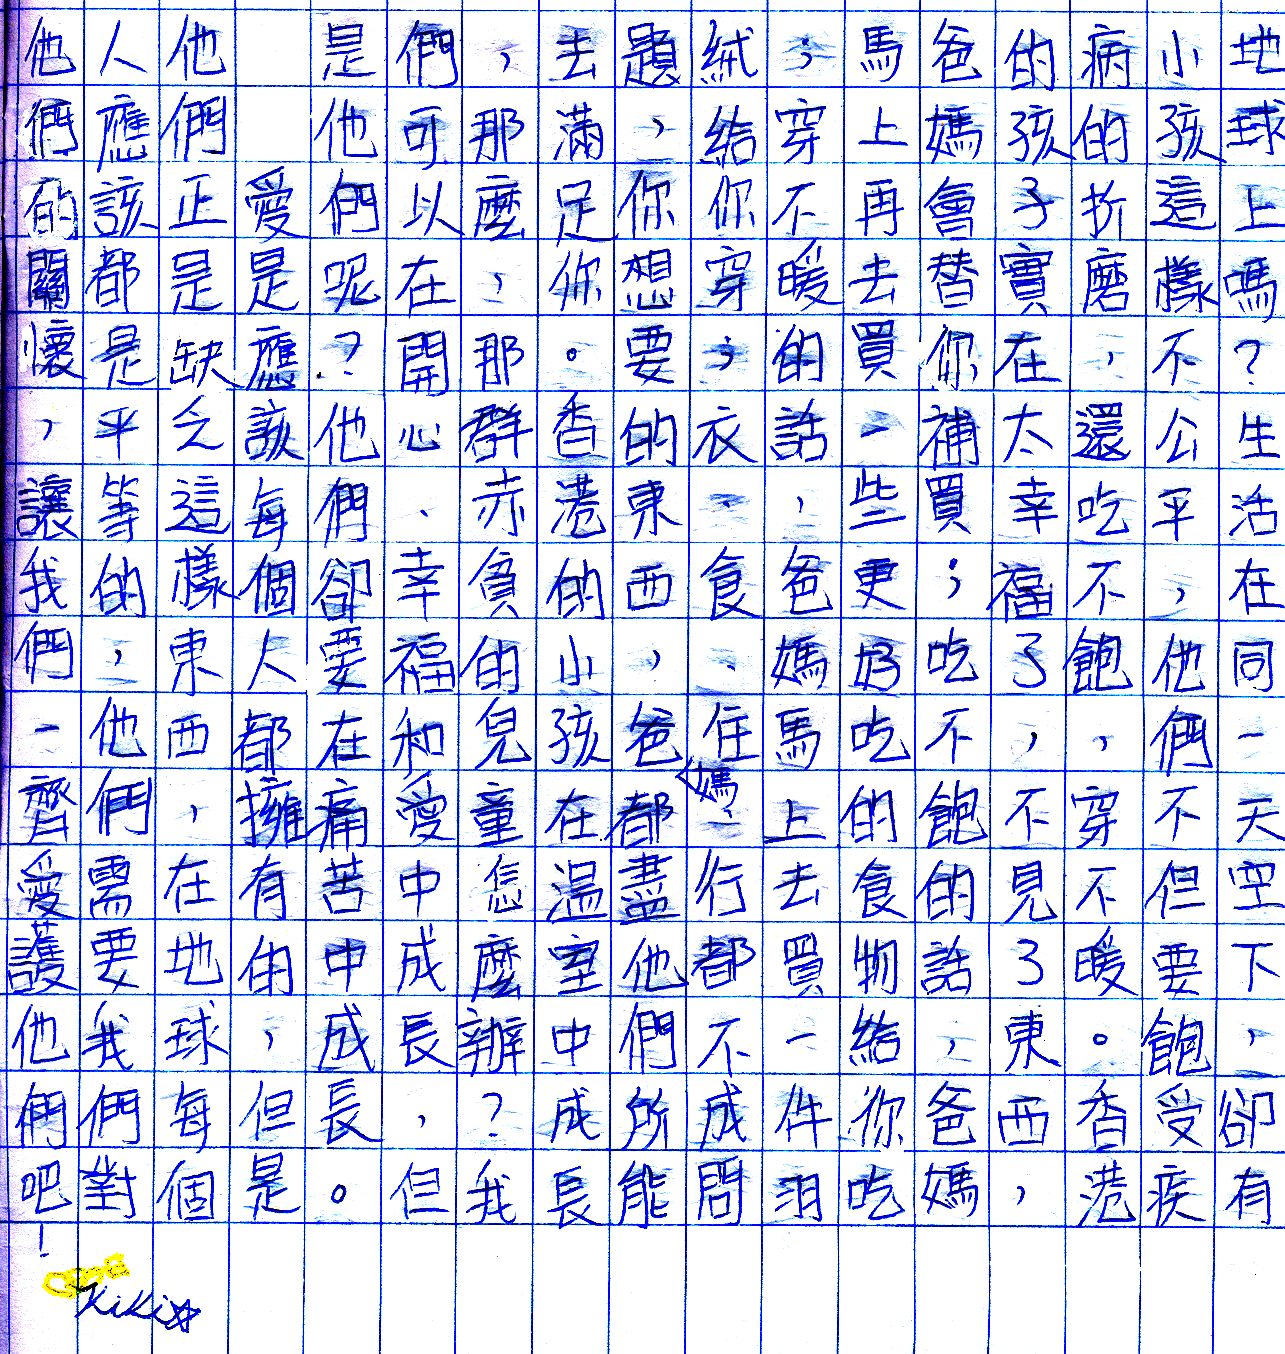 地球上嗎?生活在同一天空下,卻有
小孩這樣不公平,他們不但要飽受疾
病的折磨,還吃不飽,穿不暖。香港
的孩子實在太幸福了,不見了東西,
爸媽會替你補買;吃不飽的話,爸媽
馬上再去買一些更好吃的食物給你吃
,穿不暖的話,爸媽馬上去買一件羽
絨給你穿,衣、食、住、行都不成問
題,你想要的東西,爸媽都盡他們所能
去滿足你。香港的小孩在溫室中成長
,那麼,那群赤貧的兒童怎麼辦?我
們可以在開心、幸福和愛中成長,但
是他們呢?他們卻要在痛苦中成長。
愛是應該每個人都擁有的,但是
他們正是缺乏這樣東西,在地球每個
人應該都是平等的,他們需要我們對
他們的關懷,讓我們一齊愛護他們吧!
Kiki☆